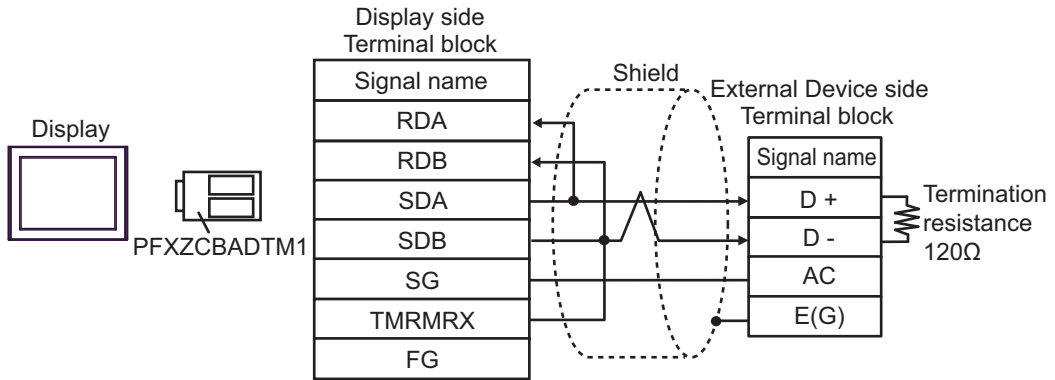 Display side
Terminal block
Signal name
RDA
RDB
SDA
SDB
SG
TMRMRX
FG
Display
PFXZCBADTM1
Shield
External Device side
Terminal block
Signal name
D +
D -
AC
E(G)
Termination
resistance
120Ω